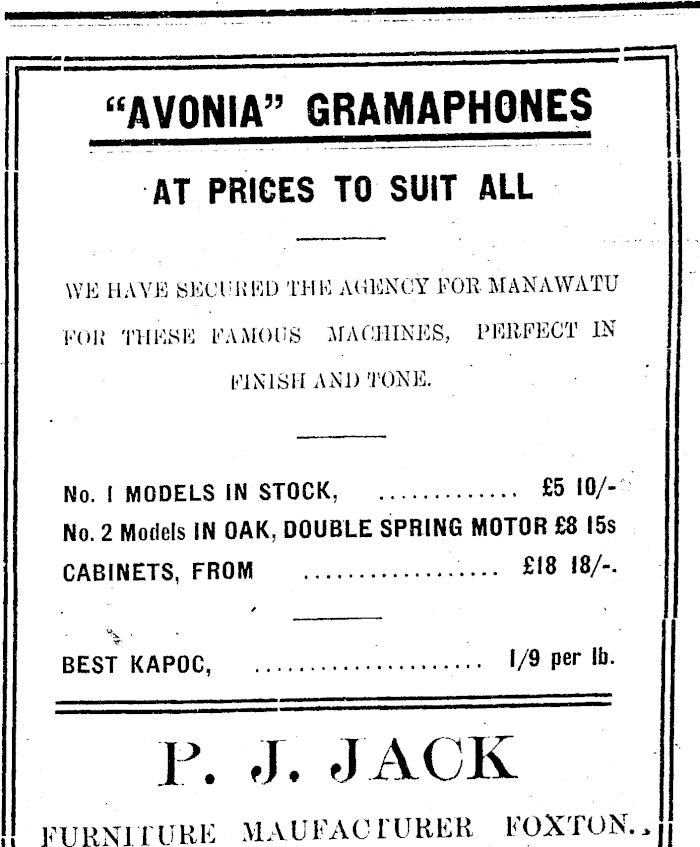 "AVONIA" GRAMAPHONES
AT PRICES TO SUIT ALL
WE HAVE SECURED THE AGENCY FOR MANAWATU
FOR THESE FAMOUS MACHINES, PERFECT IN
FINISH AND TONE.
No. 1 MODELS IN STOCK, ............. £5 10/-
No. 2 Models IN OAK, DOUBLE SPRING MOTOR £8 15s
CABINETS, FROM .................. £18 18/-.
BEST KAPOC, ..................... 1/9 per lb.
P. J. JACK
FURNITURE MAUFACTURER FOXTON.